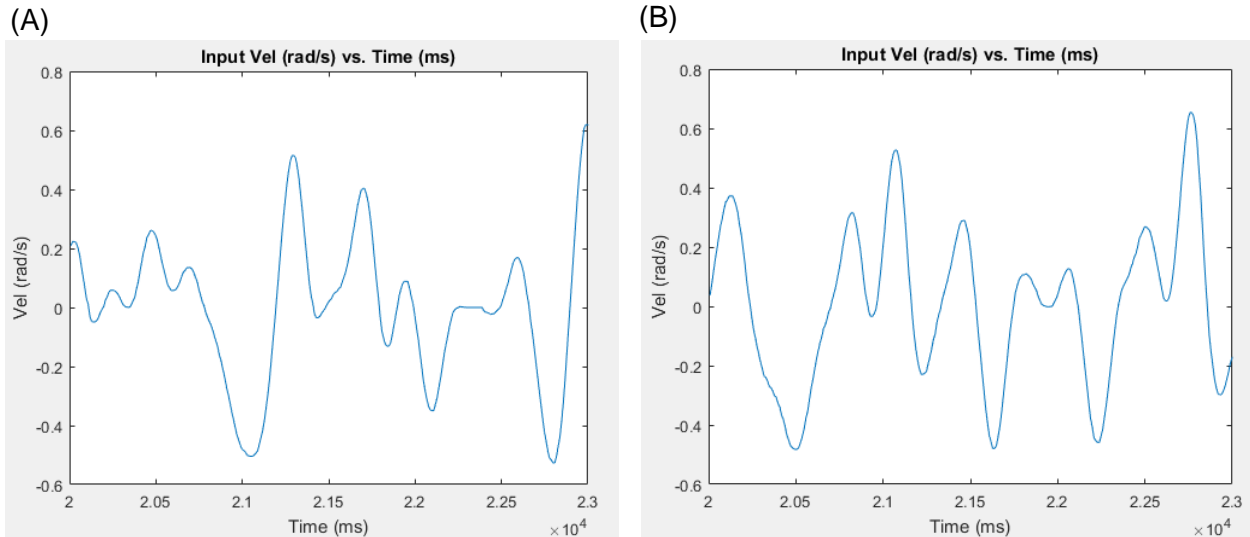 (A)
Input Vel (rad/s) vs. Time (ms)
Vel (rad/s)
0.8
0.6
0.4
0.2
0
-0.2
-0.4
-0.6
2 2.05 2.1 2.15 2.2 2.25 2.3
Time (ms)
×10⁴
(B)
Input Vel (rad/s) vs. Time (ms)
Vel (rad/s)
0.8
0.6
0.4
0.2
0
-0.2
-0.4
-0.6
2 2.05 2.1 2.15 2.2 2.25 2.3
Time (ms)
×10⁴